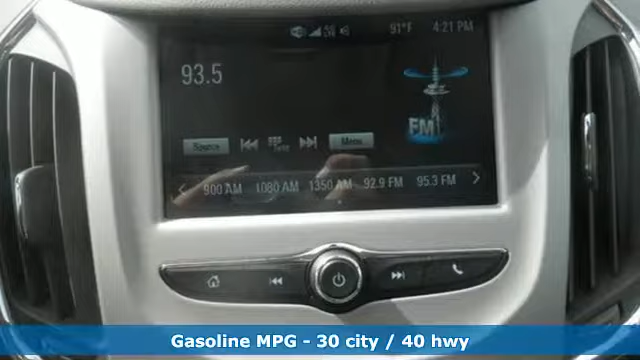 91°F 4:21 PM
93.5
FM
Source Menu
900 AM 1080 AM 1350 AM 92.9 FM 95.3 FM
Gasoline MPG - 30 city / 40 hwy